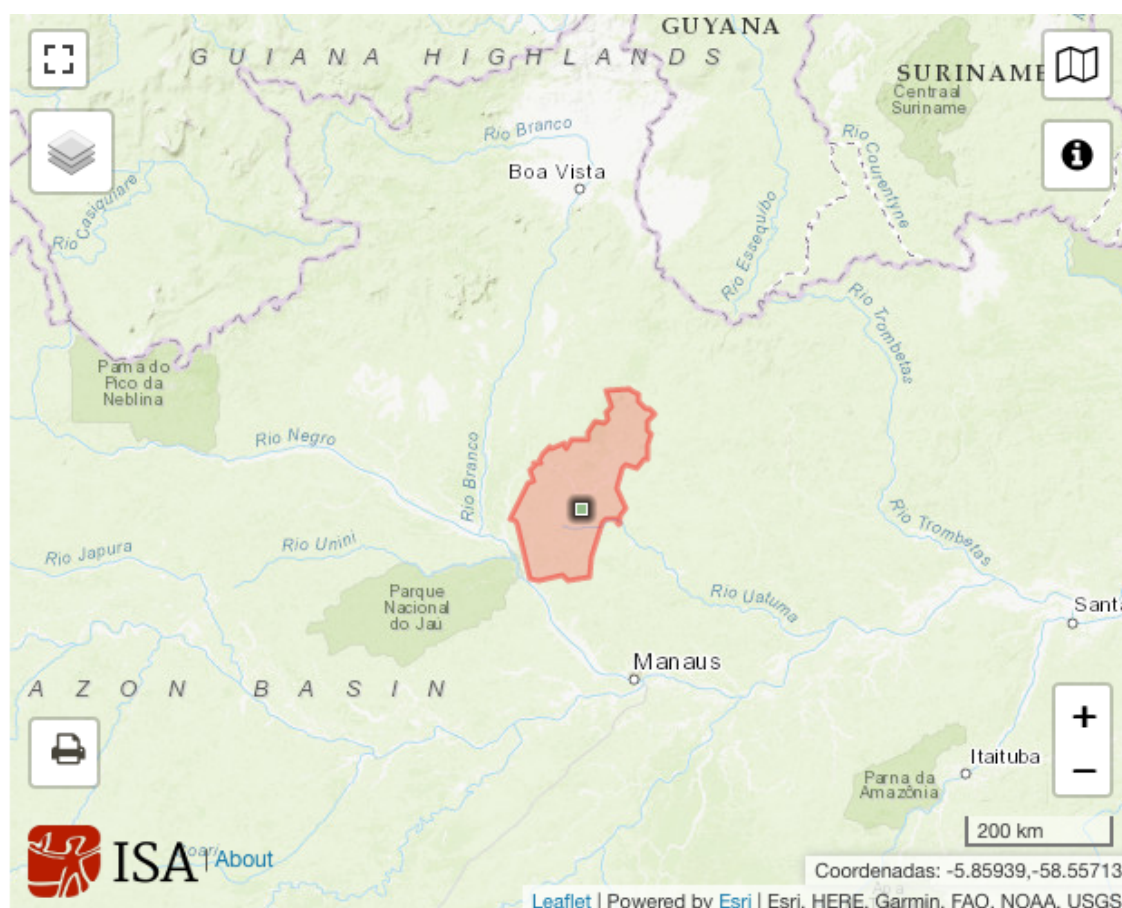 GUYANA
GUIANA HIGHLANDS
SURINAME
Centraal
Suriname
Rio Branco
Rio Courentyne
Boa Vista
Rio Casiquiare
Rio Essequibo
Rio Trombetas
Parna do
Pico da
Neblina
Rio Negro
Rio Branco
Rio Trombetas
Rio Japura
Rio Unini
Parque
Nacional
do Jaú
Rio Uatuma
Santa
Manaus
AZON BASIN
Itaituba
Parna da
Amazônia
+
−
200 km
ISA | About
Coordenadas: -5.85939,-58.55713
Leaflet | Powered by Esri | Esri, HERE, Garmin, FAO, NOAA, USGS